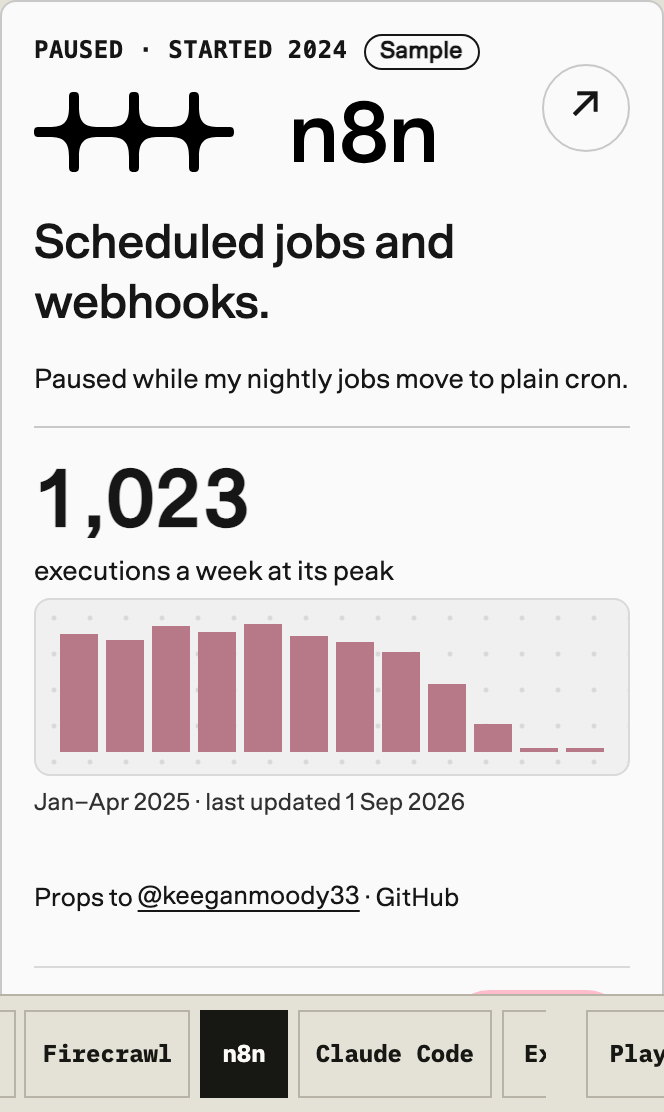 PAUSED · STARTED 2024 Sample
n8n
Scheduled jobs and
webhooks.
Paused while my nightly jobs move to plain cron.
1,023
executions a week at its peak
Jan–Apr 2025 · last updated 1 Sep 2026
Props to @keeganmoody33 · GitHub
Firecrawl n8n Claude Code Ex Play